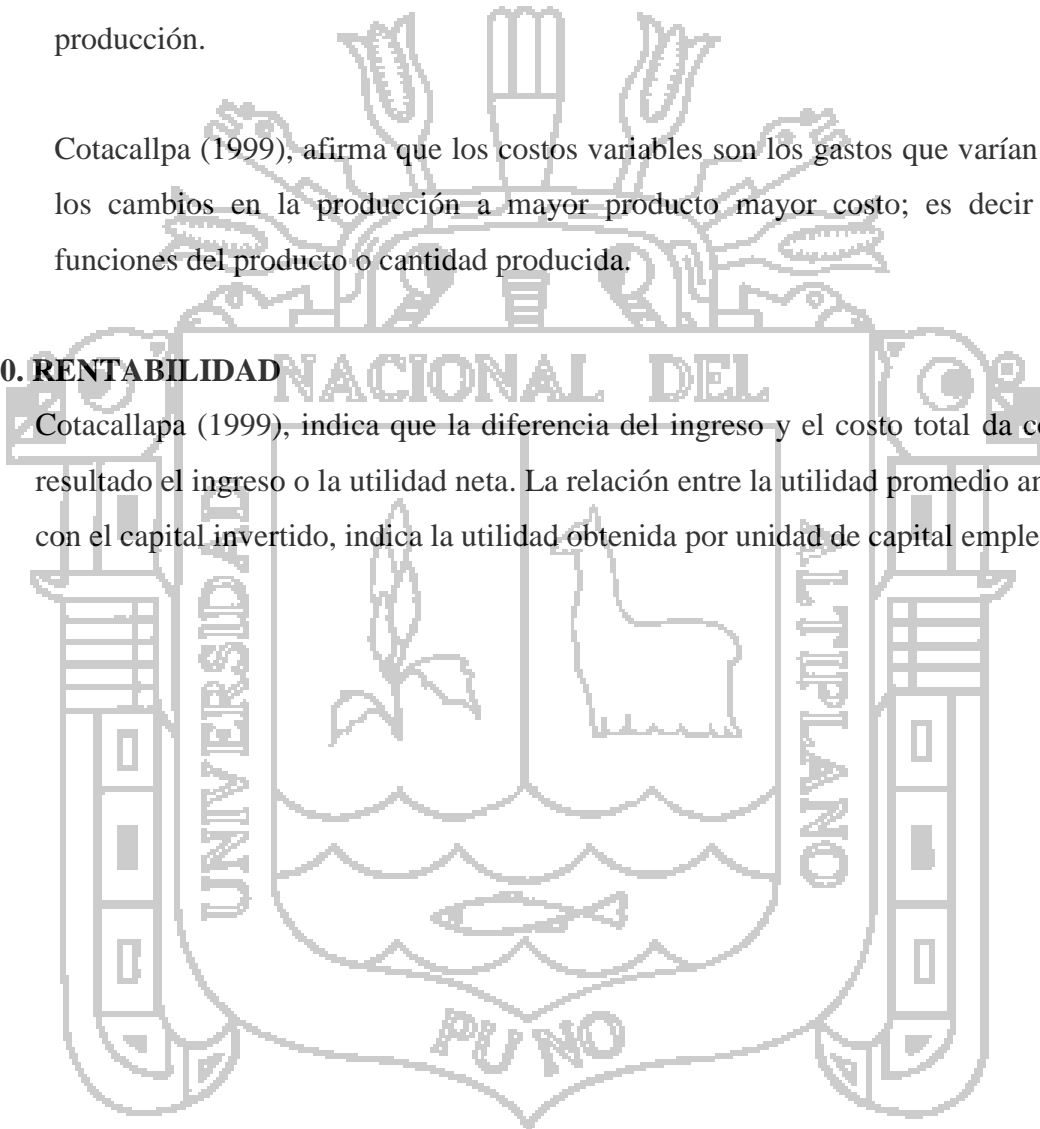 producción.
Cotacallpa (1999), afirma que los costos variables son los gastos que varían
los cambios en la producción a mayor producto mayor costo; es decir
funciones del producto o cantidad producida.
0. RENTABILIDAD
NACIONAL DEL
Cotacallapa (1999), indica que la diferencia del ingreso y el costo total da
resultado el ingreso o la utilidad neta. La relación entre la utilidad promedio
con el capital invertido, indica la utilidad obtenida por unidad de capital
UNIVERSIDAD
ALTIPLANO
PUNO